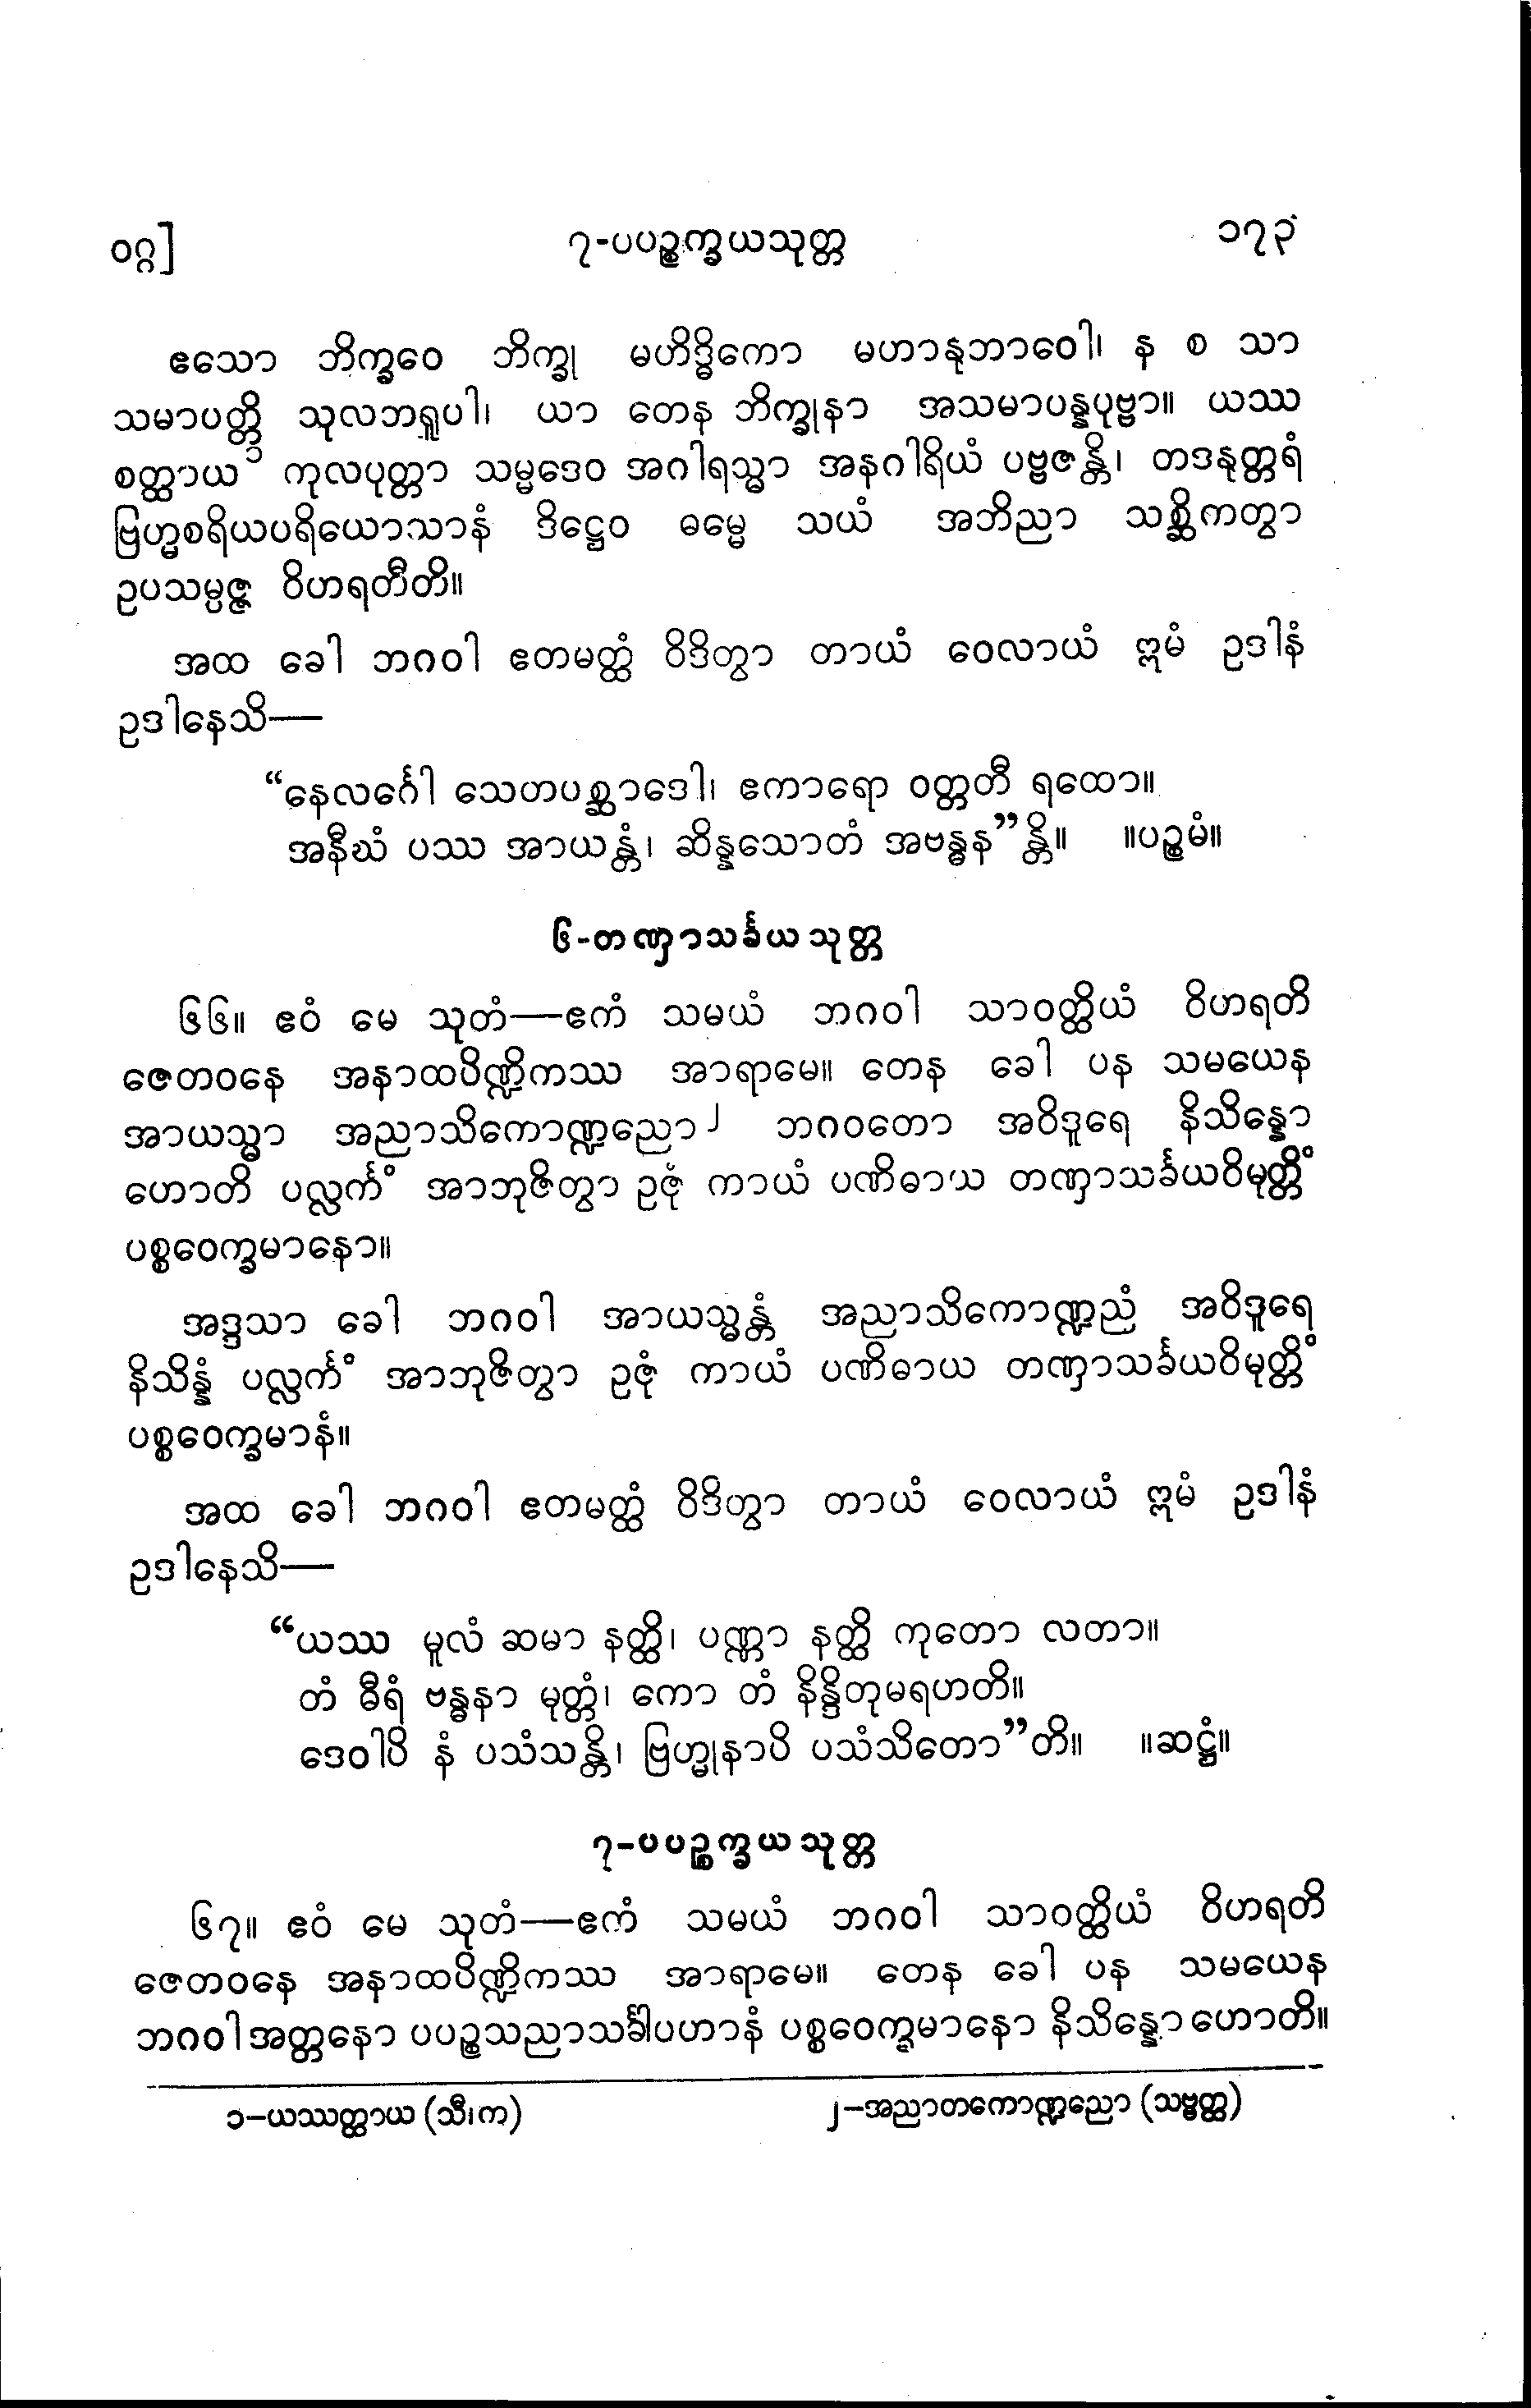 ဝဂ္ဂ]
၇-ပပဉ္စက္ခယသုတ္တ
၁၇၃
ဧသော ဘိက္ခဝေ ဘိက္ခု မဟိဒ္ဓိကော မဟာနုဘာဝေါ၊ န စ သာ
သမာပတ္တိ သုလဘရူပါ၊ ယာ တေန ဘိက္ခုနာ အသမာပန္နပုဗ္ဗာ။ ယဿ
စတ္ထာယ ၁ ကုလပုတ္တာ သမ္မဒေဝ အဂါရသ္မာ အနဂါရိယံ ပဗ္ဗဇန္တိ၊ တဒနုတ္တရံ
ဗြဟ္မစရိယပရိယောသာနံ ဒိဋ္ဌေဝ ဓမ္မေ သယံ အဘိညာ သစ္ဆိကတွာ
ဥပသမ္ပဇ္ဇ ဝိဟရတီတိ။
အထ ခေါ ဘဂဝါ ဧတမတ္ထံ ဝိဒိတွာ တာယံ ဝေလာယံ ဣမံ ဥဒါနံ
ဥဒါနေသိ—
“နေလင်္ဂေါ သေဟပစ္ဆာဒေါ၊ ဧကာရော ဝတ္တတီ ရထော။
အနီဃံ ပဿ အာယန္တံ၊ ဆိန္နသောတံ အဗန္ဓန”န္တိ။ ။ပဉ္စမံ။
၆-တဏှာသင်္ခယသုတ္တ
၆၆။ ဧဝံ မေ သုတံ—ဧကံ သမယံ ဘဂဝါ သာဝတ္ထိယံ ဝိဟရတိ
ဇေတဝနေ အနာထပိဏ္ဍိကဿ အာရာမေ။ တေန ခေါ ပန သမယေန
အာယသ္မာ အညာသိကောဏ္ဍညော ၂ ဘဂဝတော အဝိဒူရေ နိသိန္နော
ဟောတိ ပလ္လင်္ကံ အာဘုဇိတွာ ဥဇုံ ကာယံ ပဏိဓာယ တဏှာသင်္ခယဝိမုတ္တိံ
ပစ္စဝေက္ခမာနော။
အဒ္ဒသာ ခေါ ဘဂဝါ အာယသ္မန္တံ အညာသိကောဏ္ဍညံ အဝိဒူရေ
နိသိန္နံ ပလ္လင်္ကံ အာဘုဇိတွာ ဥဇုံ ကာယံ ပဏိဓာယ တဏှာသင်္ခယဝိမုတ္တိံ
ပစ္စဝေက္ခမာနံ။
အထ ခေါ ဘဂဝါ ဧတမတ္ထံ ဝိဒိတွာ တာယံ ဝေလာယံ ဣမံ ဥဒါနံ
ဥဒါနေသိ—
“ယဿ မူလံ ဆမာ နတ္ထိ၊ ပဏ္ဏာ နတ္ထိ ကုတော လတာ။
တံ ဓီရံ ဗန္ဓနာ မုတ္တံ၊ ကော တံ နိန္ဒိတုမရဟတိ။
ဒေဝါပိ နံ ပသံသန္တိ၊ ဗြဟ္မုနာပိ ပသံသိတော”တိ။ ။ဆဋ္ဌံ။
၇-ပပဉ္စက္ခယသုတ္တ
၆၇။ ဧဝံ မေ သုတံ—ဧကံ သမယံ ဘဂဝါ သာဝတ္ထိယံ ဝိဟရတိ
ဇေတဝနေ အနာထပိဏ္ဍိကဿ အာရာမေ။ တေန ခေါ ပန သမယေန
ဘဂဝါ အတ္တနော ပပဉ္စသညာသင်္ခါပဟာနံ ပစ္စဝေက္ခမာနော နိသိန္နော ဟောတိ။
၁–ယဿတ္ထာယ (သီ၊က)
၂–အညာတကောဏ္ဍညော (သဗ္ဗတ္ထ)